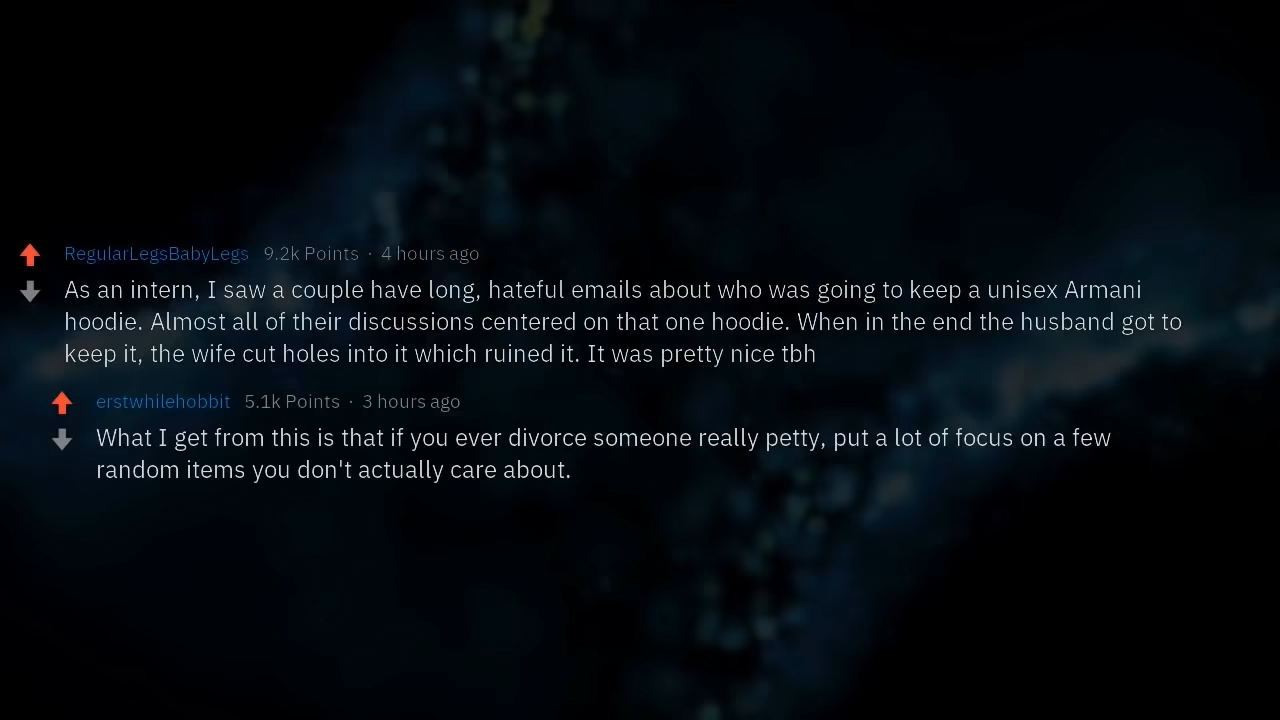 RegularLegsBabyLegs 9.2k Points · 4 hours ago
As an intern, I saw a couple have long, hateful emails about who was going to keep a unisex Armani
hoodie. Almost all of their discussions centered on that one hoodie. When in the end the husband got to
keep it, the wife cut holes into it which ruined it. It was pretty nice tbh
erstwhilehobbit 5.1k Points · 3 hours ago
What I get from this is that if you ever divorce someone really petty, put a lot of focus on a few
random items you don't actually care about.